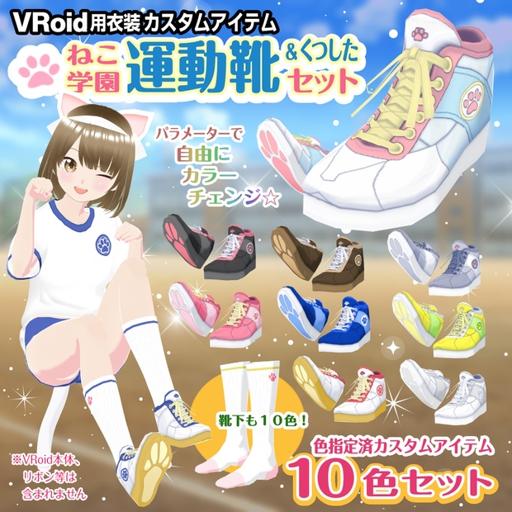 VRoid用衣装カスタムアイテム
ねこ学園
運動靴
&くつした
セット
パラメーターで
自由に
カラー
チェンジ☆
靴下も10色！
色指定済カスタムアイテム
10色セット
※VRoid本体、
リボン等は
含まれません